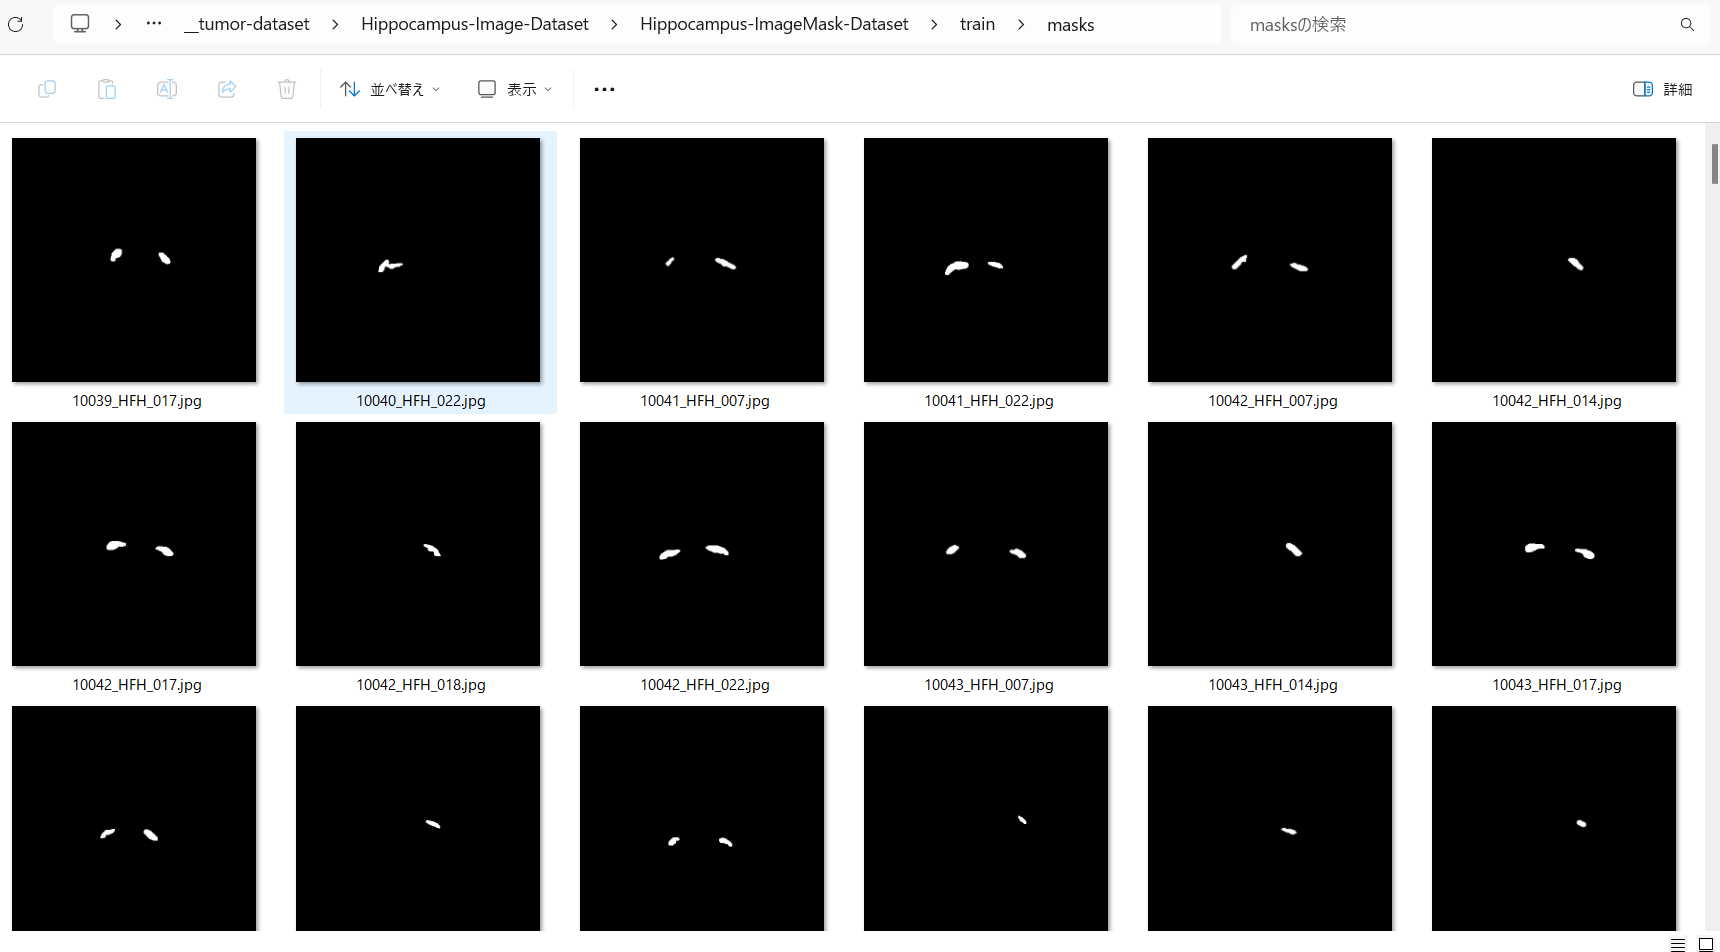 __tumor-dataset > Hippocampus-Image-Dataset > Hippocampus-ImageMask-Dataset > train > masks
masksの検索
並べ替え
表示
詳細
10039_HFH_017.jpg
10040_HFH_022.jpg
10041_HFH_007.jpg
10041_HFH_022.jpg
10042_HFH_007.jpg
10042_HFH_014.jpg
10042_HFH_017.jpg
10042_HFH_018.jpg
10042_HFH_022.jpg
10043_HFH_007.jpg
10043_HFH_014.jpg
10043_HFH_017.jpg